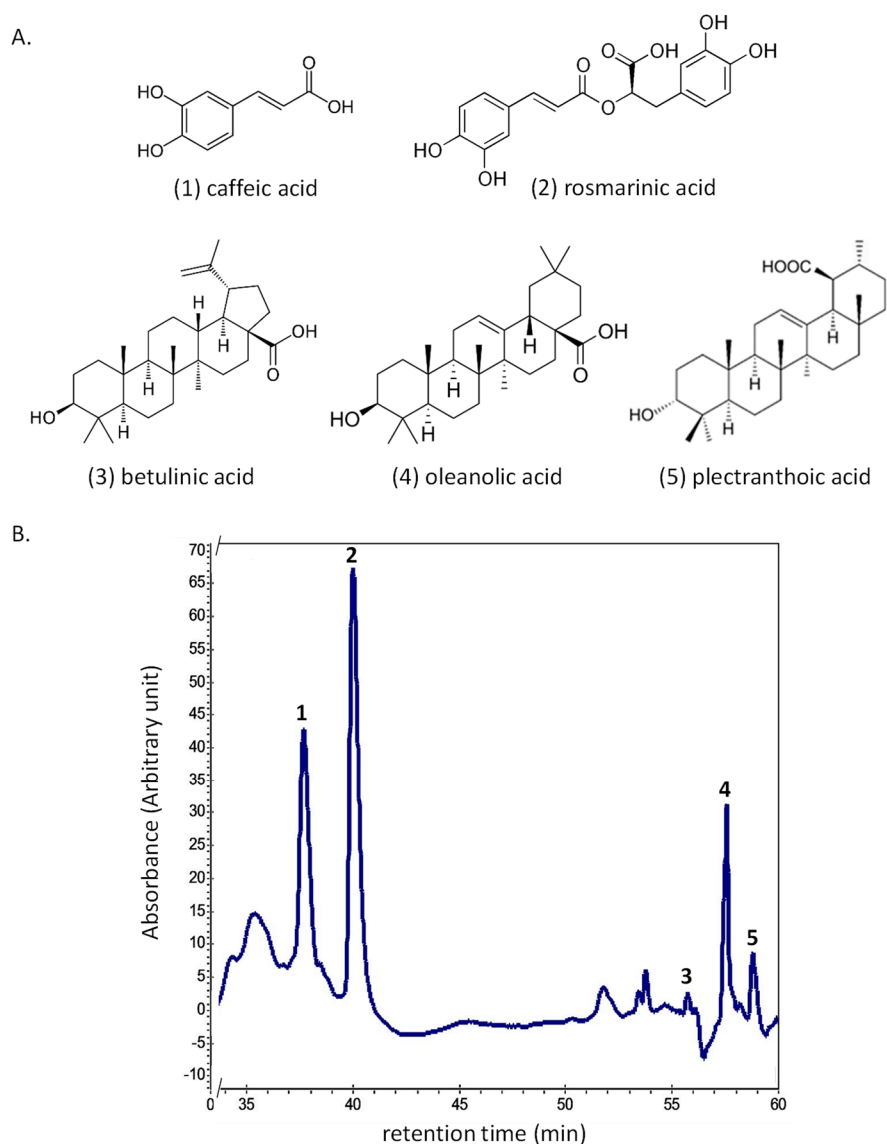 A.
HO
HO
O
OH
(1) caffeic acid
HO
OH
O
O
O
OH
OH
OH
(2) rosmarinic acid
HO
H
H
H
H
OH
O
(3) betulinic acid
HO
H
H
H
OH
O
(4) oleanolic acid
HOOC
HO
H
H
H
(5) plectranthoic acid
B.
Absorbance (Arbitrary unit)
70
65
60
55
50
45
40
35
30
25
20
15
10
5
0
-5
-10
1
2
3
4
5
0 35 40 45 50 55 60
retention time (min)